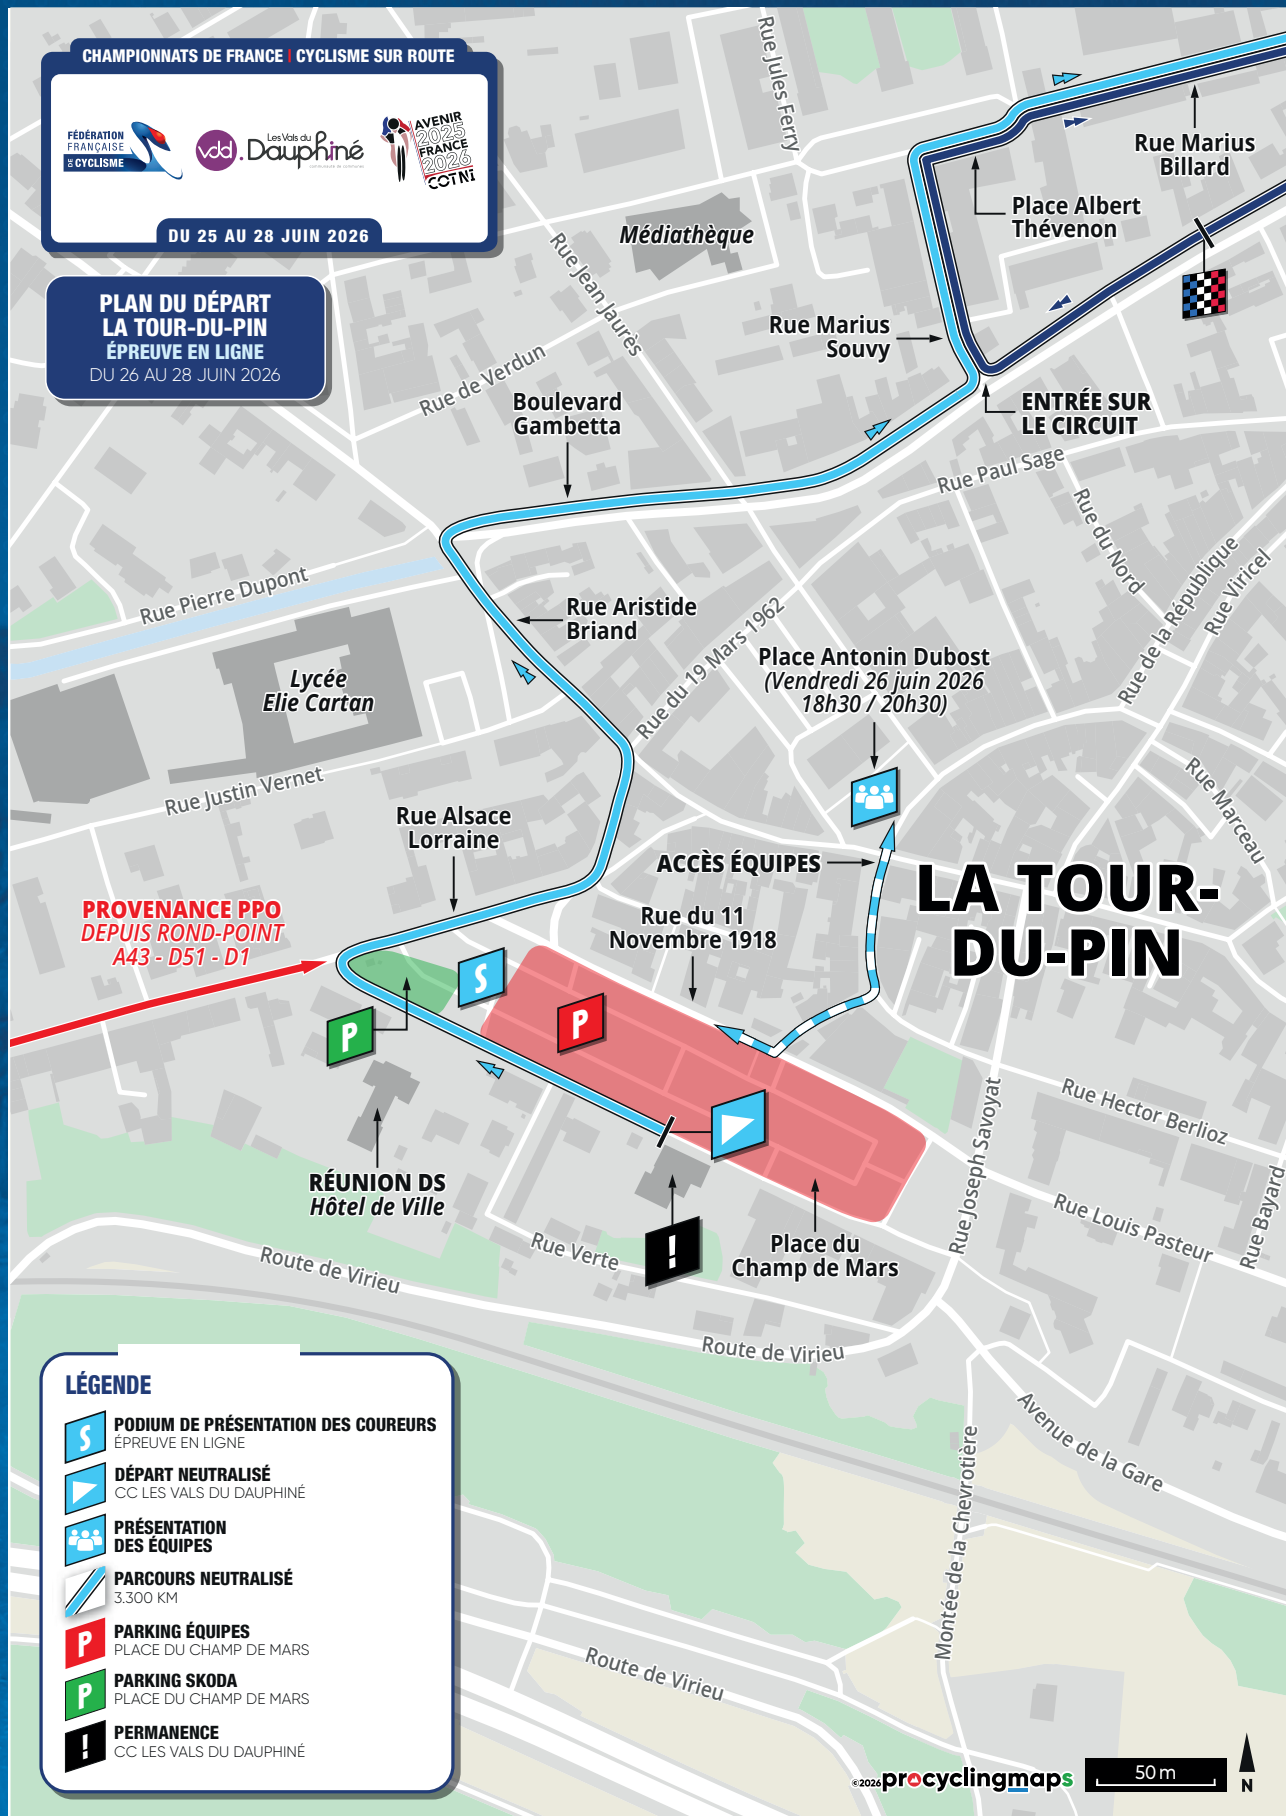 CHAMPIONNATS DE FRANCE | CYCLISME SUR ROUTE
FÉDÉRATION
FRANÇAISE
DE CYCLISME
vdd.
Les Vals du
Dauphiné
communauté de communes
AVENIR
2025
FRANCE
2026
COTNI
DU 25 AU 28 JUIN 2026
PLAN DU DÉPART
LA TOUR-DU-PIN
ÉPREUVE EN LIGNE
DU 26 AU 28 JUIN 2026
Rue Jules Ferry
Rue Marius
Billard
Place Albert
Thévenon
Médiathèque
Rue Jean Jaurès
Rue Marius
Souvy
Rue de Verdun
Boulevard
Gambetta
ENTRÉE SUR
LE CIRCUIT
Rue Paul Sage
Rue du Nord
Rue de la République
Rue Viricel
Rue Pierre Dupont
Rue Aristide
Briand
Rue du 19 Mars 1962
Place Antonin Dubost
(Vendredi 26 juin 2026
18h30 / 20h30)
Lycée
Elie Cartan
Rue Justin Vernet
Rue Marceau
Rue Alsace
Lorraine
ACCÈS ÉQUIPES
LA TOUR-
DU-PIN
PROVENANCE PPO
DEPUIS ROND-POINT
A43 - D51 - D1
Rue du 11
Novembre 1918
S
P
P
Rue Hector Berlioz
Rue Joseph Savoyat
RÉUNION DS
Hôtel de Ville
Rue Louis Pasteur
Rue Bayard
Rue Verte
!
Place du
Champ de Mars
Route de Virieu
Route de Virieu
Avenue de la Gare
Montée de la Chevrotière
Route de Virieu
LÉGENDE
S
PODIUM DE PRÉSENTATION DES COUREURS
ÉPREUVE EN LIGNE
DÉPART NEUTRALISÉ
CC LES VALS DU DAUPHINÉ
PRÉSENTATION
DES ÉQUIPES
PARCOURS NEUTRALISÉ
3.300 KM
P
PARKING ÉQUIPES
PLACE DU CHAMP DE MARS
P
PARKING SKODA
PLACE DU CHAMP DE MARS
!
PERMANENCE
CC LES VALS DU DAUPHINÉ
©2026 procyclingmaps
50 m
N